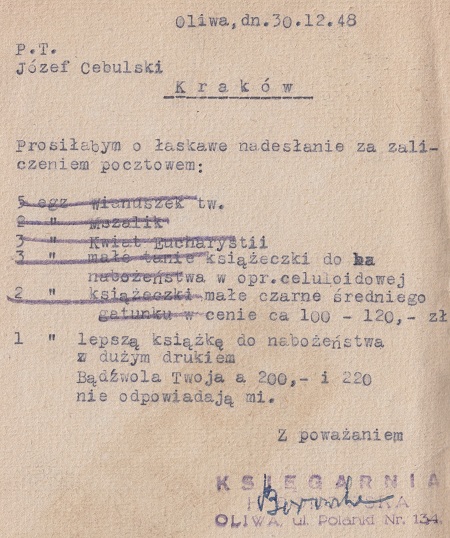 Oliwa,dn.30.12.48
P.T.
Józef Cebulski
Kraków
Prosiłabym o łaskawe nadesłanie za zali-
czeniem pocztowem:
5 egz wianuszek tw.
2 " Mszalik
3 " Kwiat Eucharystii
3 " małe tanie książeczki do
nabożeństwa w opr.celuloidowej
2 " książeczki małe czarne średniego
gatunku w cenie ca 100 - 120,- zł
1 " lepszą książkę do nabożeństwa
z dużym drukiem
Bądźwola Twoja a 200,- i 220
nie odpowiadają mi.
Z poważaniem
KSIĘGARNIA
OLIWA, ul. Polanki Nr. 134.